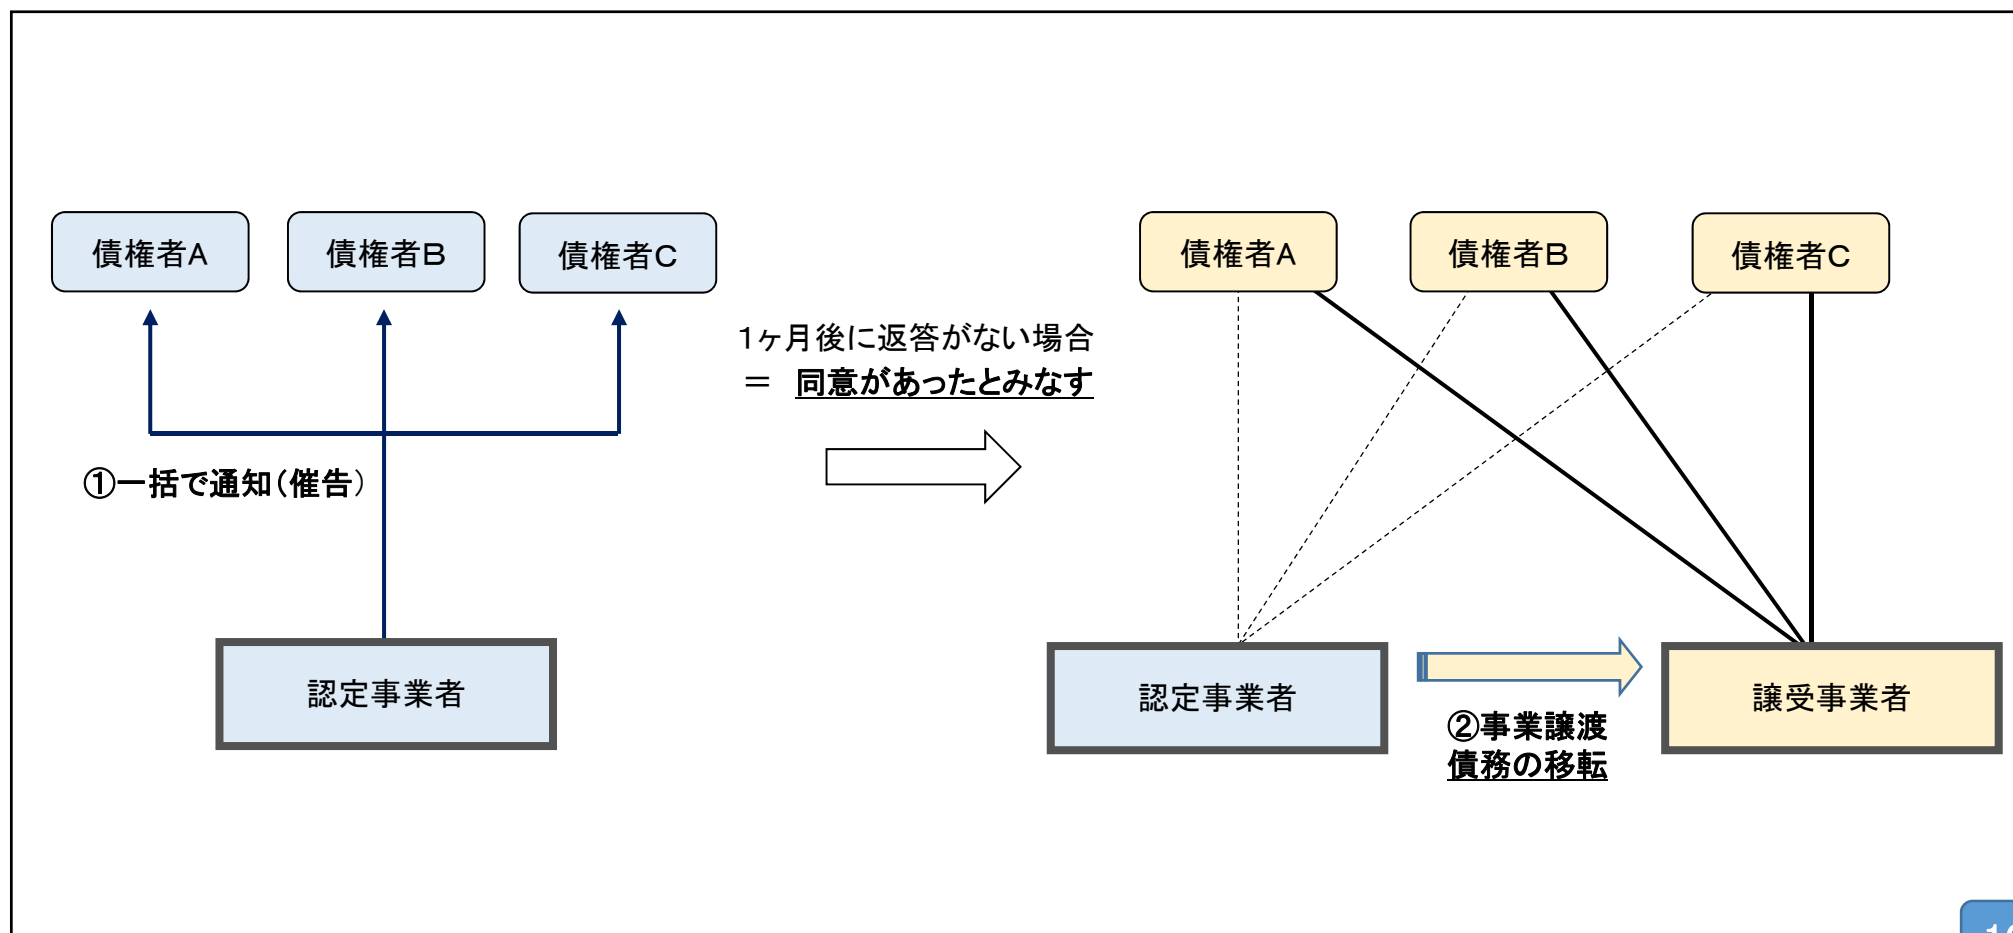 債権者A
債権者B
債権者C
①一括で通知（催告）
認定事業者
1ヶ月後に返答がない場合
＝ 同意があったとみなす
債権者A
債権者B
債権者C
認定事業者
②事業譲渡
債務の移転
譲受事業者